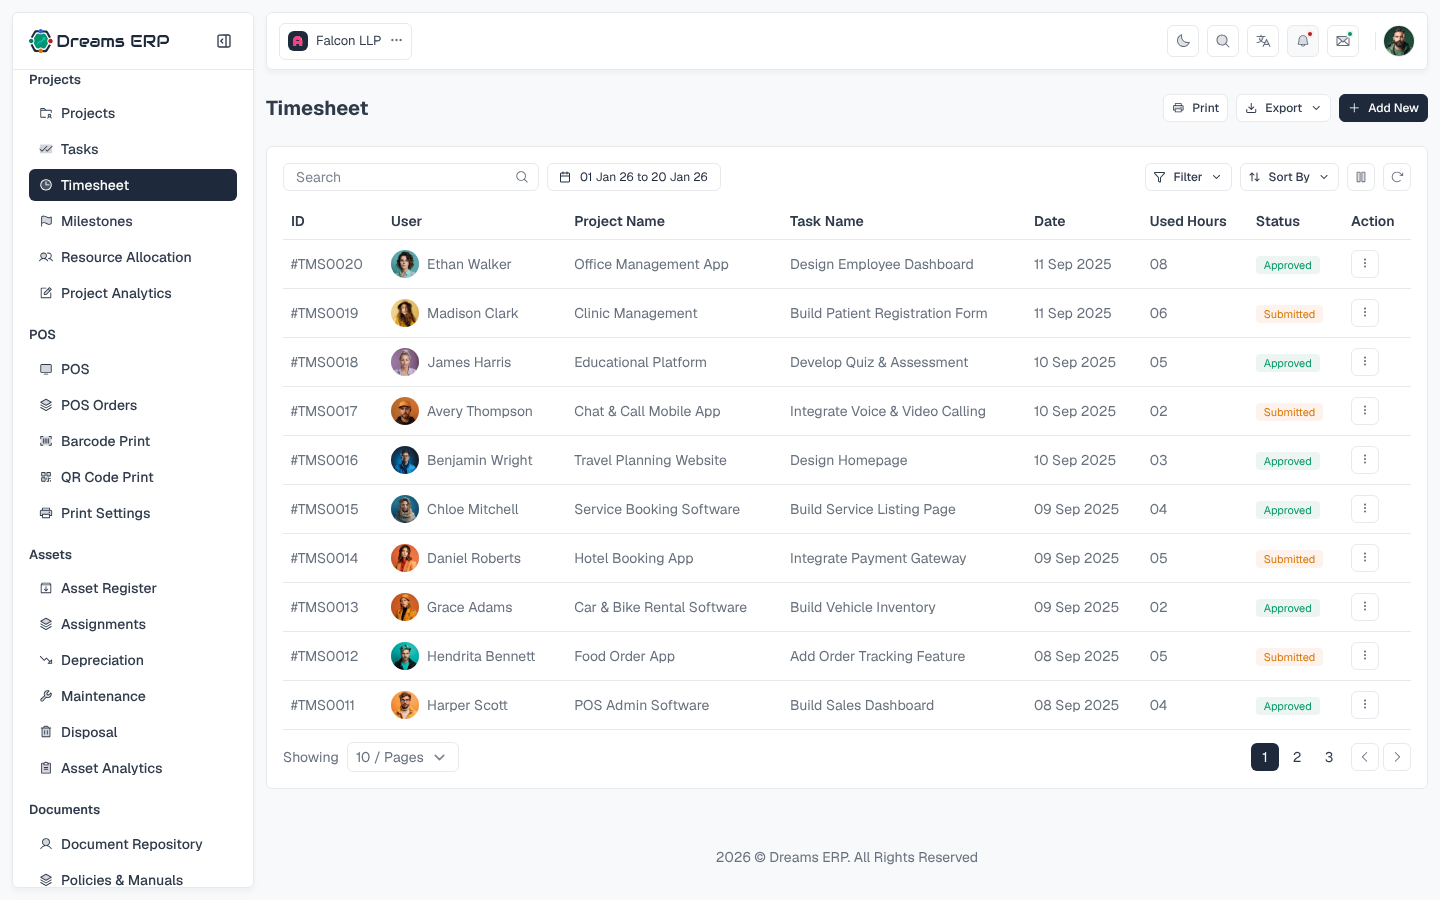 Dreams ERP
Projects
Projects
Tasks
Timesheet
Milestones
Resource Allocation
Project Analytics
POS
POS
POS Orders
Barcode Print
QR Code Print
Print Settings
Assets
Asset Register
Assignments
Depreciation
Maintenance
Disposal
Asset Analytics
Documents
Document Repository
Policies & Manuals
Falcon LLP
Timesheet
Print
Export
Add New
Search
01 Jan 26 to 20 Jan 26
Filter
Sort By
ID User Project Name Task Name Date Used Hours Status Action
#TMS0020 Ethan Walker Office Management App Design Employee Dashboard 11 Sep 2025 08 Approved
#TMS0019 Madison Clark Clinic Management Build Patient Registration Form 11 Sep 2025 06 Submitted
#TMS0018 James Harris Educational Platform Develop Quiz & Assessment 10 Sep 2025 05 Approved
#TMS0017 Avery Thompson Chat & Call Mobile App Integrate Voice & Video Calling 10 Sep 2025 02 Submitted
#TMS0016 Benjamin Wright Travel Planning Website Design Homepage 10 Sep 2025 03 Approved
#TMS0015 Chloe Mitchell Service Booking Software Build Service Listing Page 09 Sep 2025 04 Approved
#TMS0014 Daniel Roberts Hotel Booking App Integrate Payment Gateway 09 Sep 2025 05 Submitted
#TMS0013 Grace Adams Car & Bike Rental Software Build Vehicle Inventory 09 Sep 2025 02 Approved
#TMS0012 Hendrita Bennett Food Order App Add Order Tracking Feature 08 Sep 2025 05 Submitted
#TMS0011 Harper Scott POS Admin Software Build Sales Dashboard 08 Sep 2025 04 Approved
Showing 10 / Pages
1 2 3
2026 © Dreams ERP. All Rights Reserved